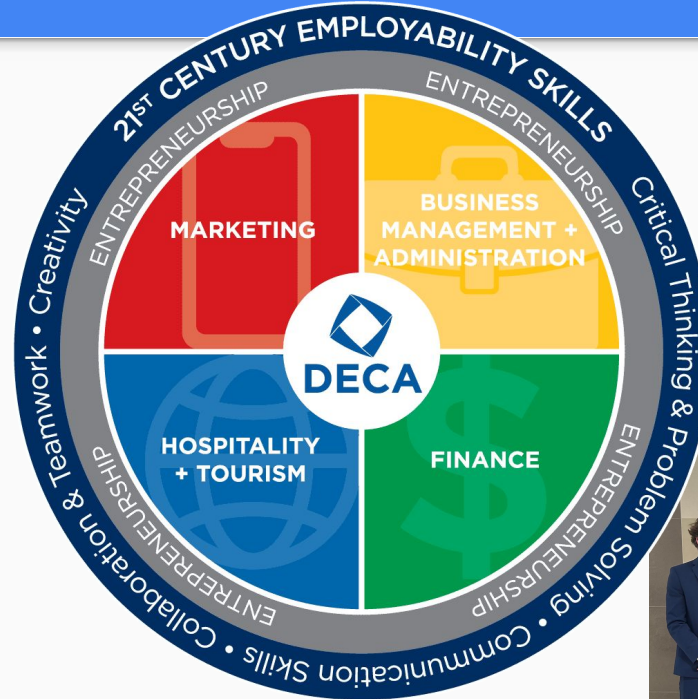 21ST CENTURY EMPLOYABILITY SKILLS
Critical Thinking & Problem Solving • Communication Skills • Collaboration & Teamwork • Creativity
ENTREPRENEURSHIP
ENTREPRENEURSHIP
ENTREPRENEURSHIP
ENTREPRENEURSHIP
MARKETING
BUSINESS
MANAGEMENT +
ADMINISTRATION
DECA
HOSPITALITY
+ TOURISM
FINANCE